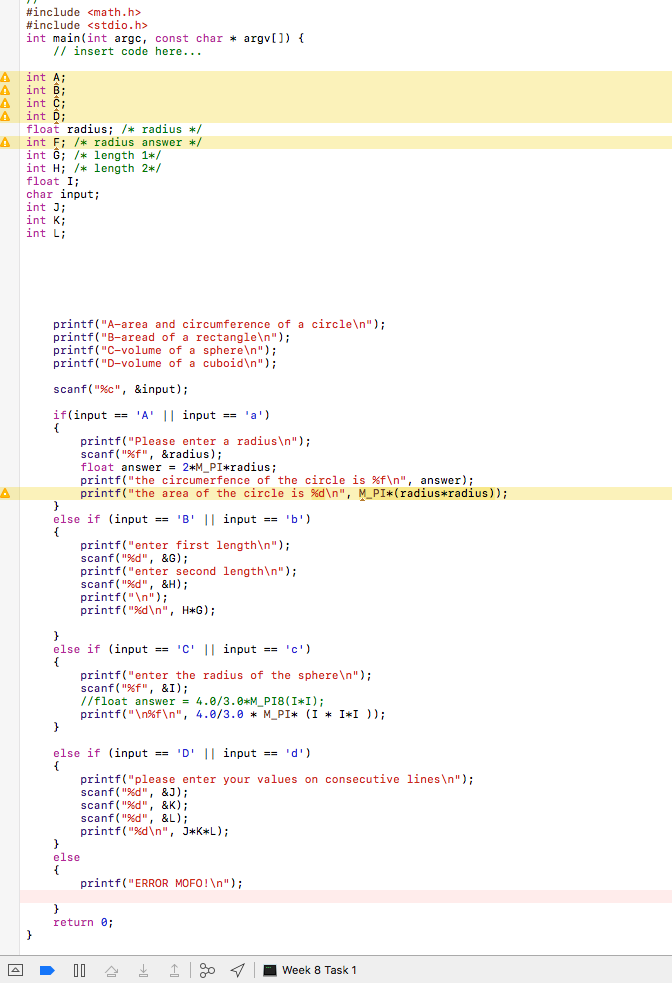 //
#include <math.h>
#include <stdio.h>
int main(int argc, const char * argv[]) {
    // insert code here...
int A;
int B;
int C;
int D;
float radius; /* radius */
int F; /* radius answer */
int G; /* length 1*/
int H; /* length 2*/
float I;
char input;
int J;
int K;
int L;
    printf("A-area and circumference of a circle\n");
    printf("B-aread of a rectangle\n");
    printf("C-volume of a sphere\n");
    printf("D-volume of a cuboid\n");
    scanf("%c", &input);
    if(input == 'A' || input == 'a')
    {
        printf("Please enter a radius\n");
        scanf("%f", &radius);
        float answer = 2*M_PI*radius;
        printf("the circumerfence of the circle is %f\n", answer);
        printf("the area of the circle is %d\n", M_PI*(radius*radius));
    }
    else if (input == 'B' || input == 'b')
    {
        printf("enter first length\n");
        scanf("%d", &G);
        printf("enter second length\n");
        scanf("%d", &H);
        printf("\n");
        printf("%d\n", H*G);
    }
    else if (input == 'C' || input == 'c')
    {
        printf("enter the radius of the sphere\n");
        scanf("%f", &I);
        //float answer = 4.0/3.0*M_PI8(I*I);
        printf("\n%f\n", 4.0/3.0 * M_PI* (I * I*I ));
    }
    else if (input == 'D' || input == 'd')
    {
        printf("please enter your values on consecutive lines\n");
        scanf("%d", &J);
        scanf("%d", &K);
        scanf("%d", &L);
        printf("%d\n", J*K*L);
    }
    else
    {
        printf("ERROR MOFO!\n");
    }
    return 0;
}
Week 8 Task 1